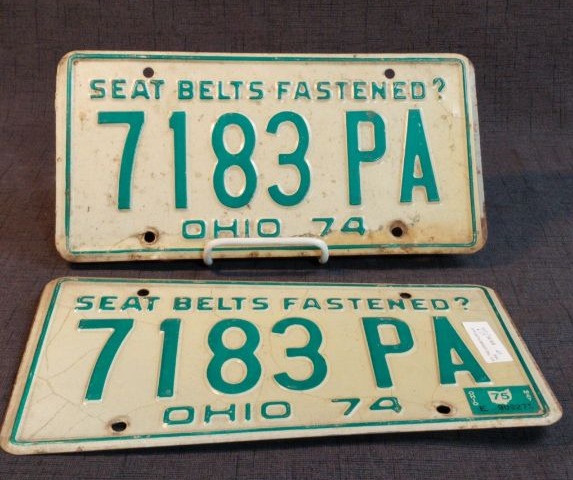 SEAT BELTS FASTENED?
7183 PA
OHIO 74
SEAT BELTS FASTENED?
7183 PA
OHIO 74
75